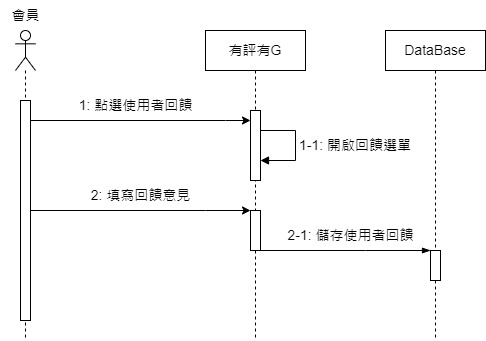 會員
有評有G
DataBase
1: 點選使用者回饋
1-1: 開啟回饋選單
2: 填寫回饋意見
2-1: 儲存使用者回饋